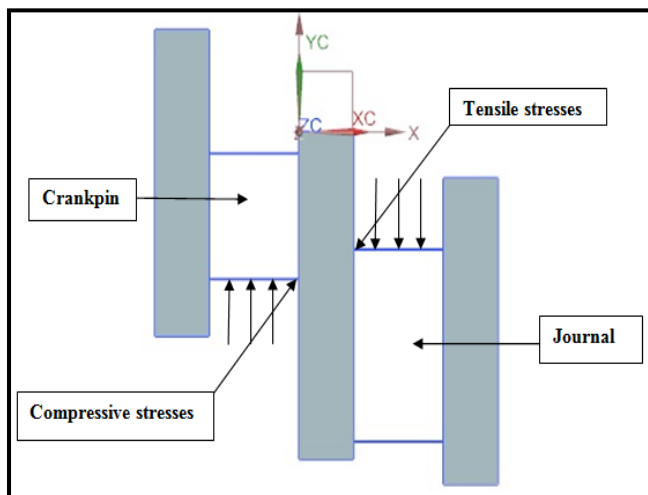 YC
Tensile stresses
ZC
XC
X
Crankpin
Journal
Compressive stresses